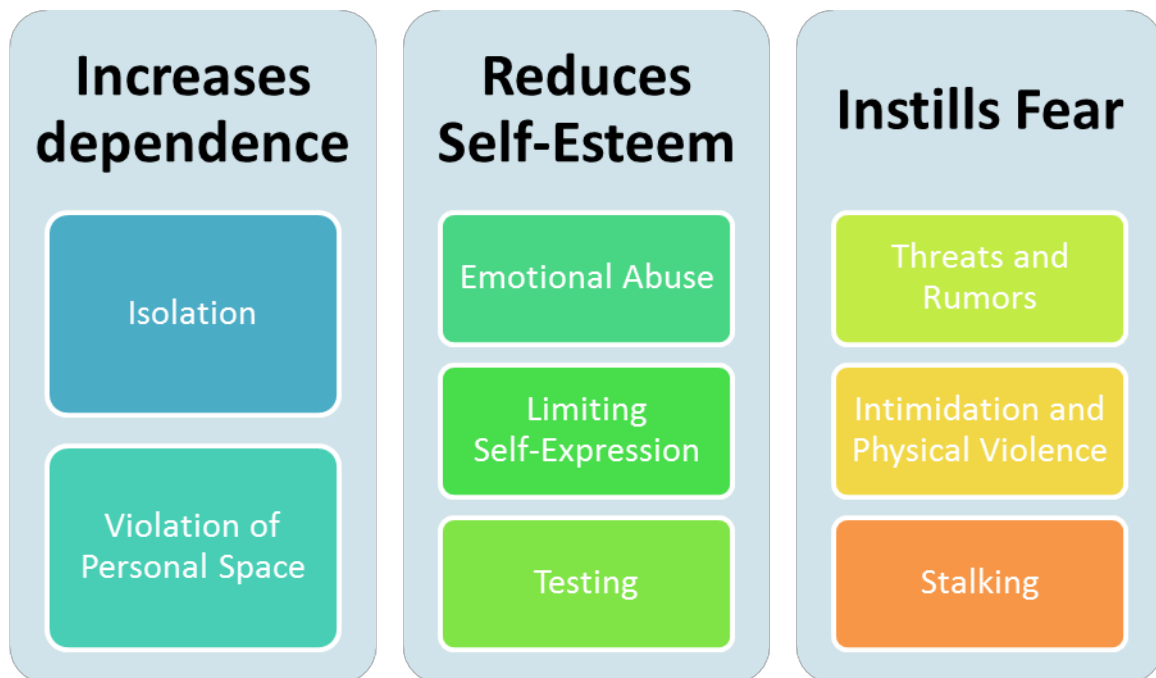 Increases
dependence
Isolation
Violation of
Personal Space
Reduces
Self-Esteem
Emotional Abuse
Limiting
Self-Expression
Testing
Instills Fear
Threats and
Rumors
Intimidation and
Physical Violence
Stalking